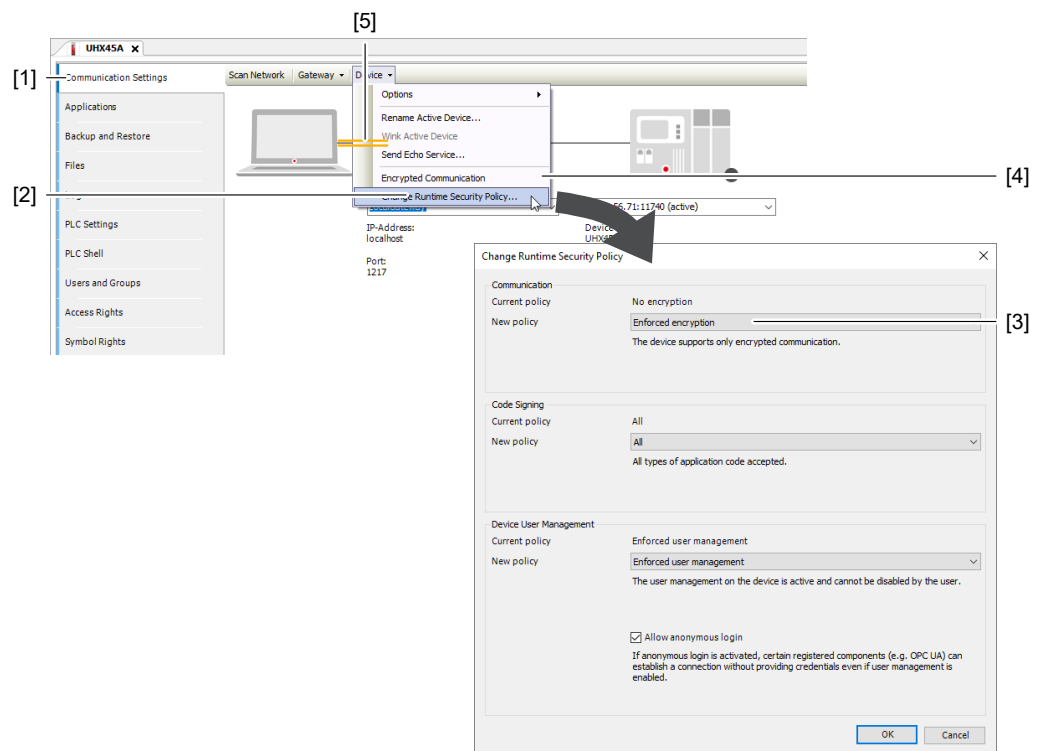 [5]
UHX45A X
[1]
Communication Settings
Scan Network
Gateway
Device
Applications
Options
Rename Active Device...
Backup and Restore
Wink Active Device
Send Echo Service...
Files
Encrypted Communication
[4]
[2]
Change Runtime Security Policy...
56.71:11740 (active)
PLC Settings
IP-Address:
localhost
PLC Shell
Port:
1217
Change Runtime Security Policy
Users and Groups
Communication
Current policy
No encryption
Access Rights
New policy
Enforced encryption
[3]
Symbol Rights
The device supports only encrypted communication.
Code Signing
Current policy
All
New policy
All
All types of application code accepted.
Device User Management
Current policy
Enforced user management
New policy
Enforced user management
The user management on the device is active and cannot be disabled by the user.
Allow anonymous login
If anonymous login is activated, certain registered components (e.g. OPC UA) can
establish a connection without providing credentials even if user management is
enabled.
OK
Cancel